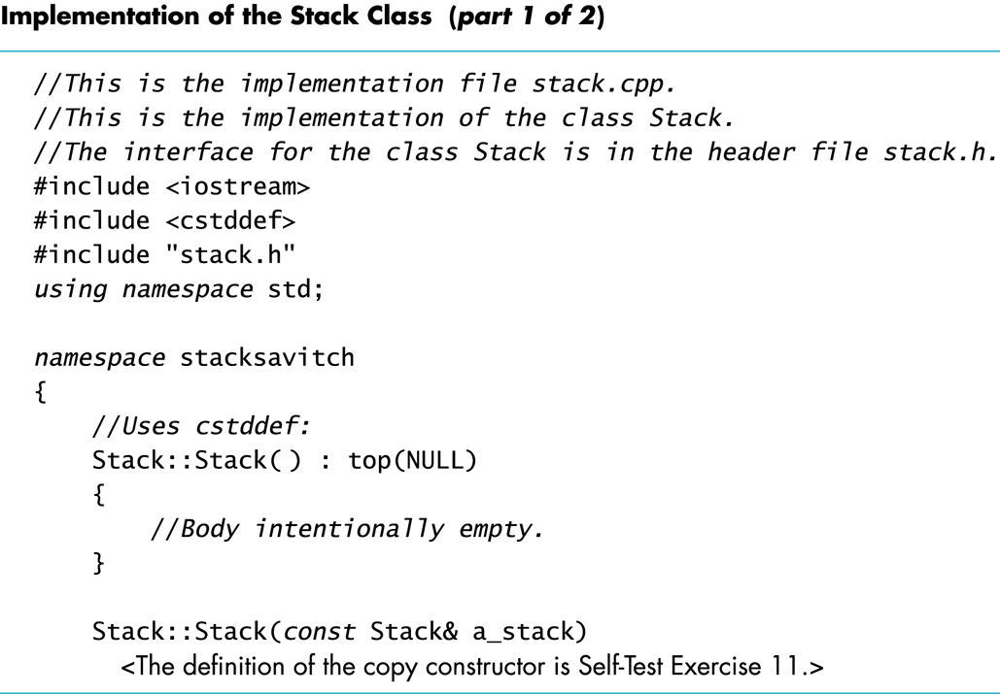 Implementation of the Stack Class (part 1 of 2)
//This is the implementation file stack.cpp.
//This is the implementation of the class Stack.
//The interface for the class Stack is in the header file stack.h.
#include <iostream>
#include <cstddef>
#include "stack.h"
using namespace std;
namespace stacksavitch
{
//Uses cstddef:
Stack::Stack( ) : top(NULL)
{
//Body intentionally empty.
}
Stack::Stack(const Stack& a_stack)
<The definition of the copy constructor is Self-Test Exercise 11.>